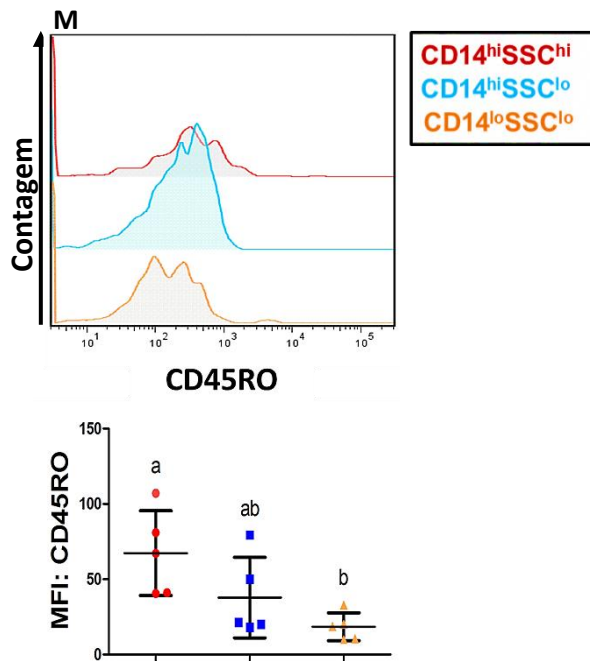 M
CD14hiSSChi
CD14hiSSClo
CD14loSSClo
Contagem
10¹ 10² 10³ 10⁴ 10⁵
CD45RO
MFI: CD45RO
150
100
50
0
a
ab
b